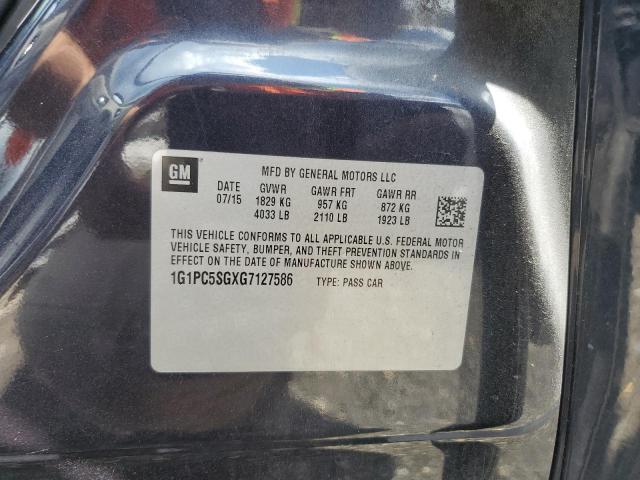 GM
MFD BY GENERAL MOTORS LLC
DATE GVWR GAWR FRT GAWR RR
07/15 1829 KG 957 KG 872 KG
4033 LB 2110 LB 1923 LB
THIS VEHICLE CONFORMS TO ALL APPLICABLE U.S. FEDERAL MOTOR
VEHICLE SAFETY, BUMPER, AND THEFT PREVENTION STANDARDS IN
EFFECT ON THE DATE OF MANUFACTURE SHOWN ABOVE.
1G1PC5SGXG7127586 TYPE: PASS CAR